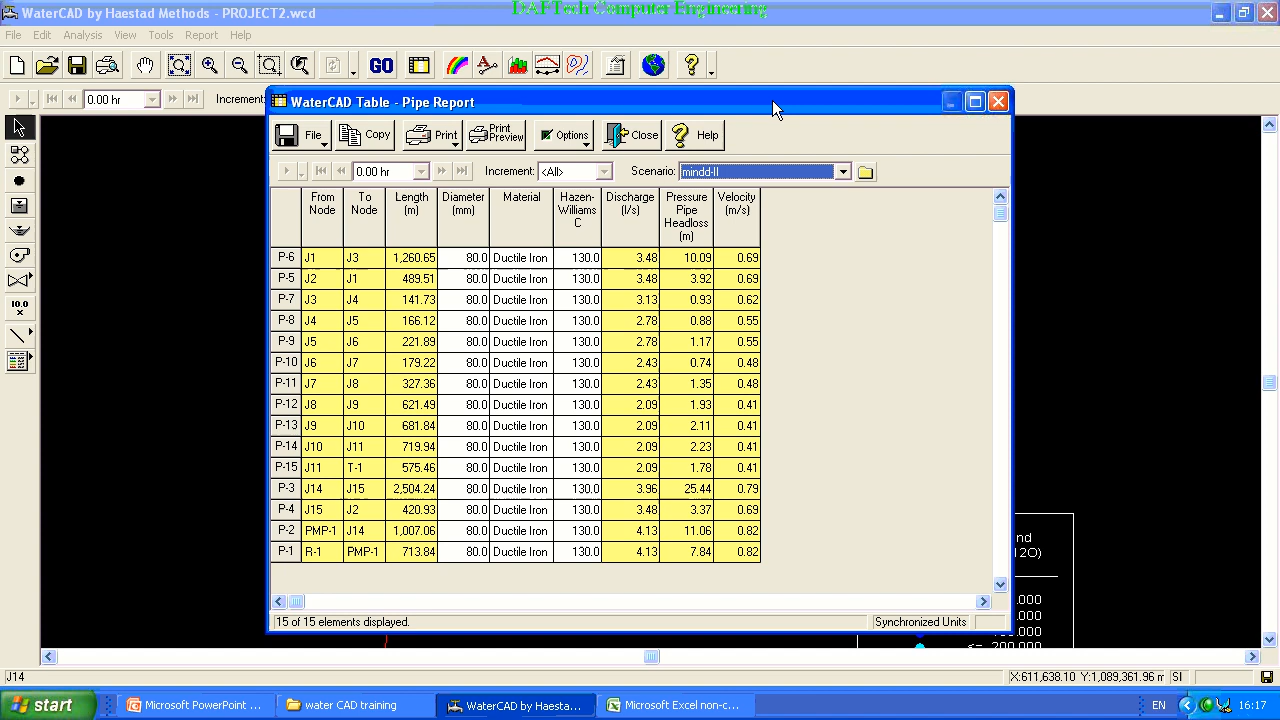 WaterCAD by Haestad Methods - PROJECT2.wcd
DAFTech Computer Engineering
File Edit Analysis View Tools Report Help
GO
0.00 hr Increment:
WaterCAD Table - Pipe Report
File Copy Print Print Preview Options Close Help
0.00 hr Increment: <All> Scenario: mindd-II
From Node To Node Length (m) Diameter (mm) Material Hazen-Williams C Discharge (l/s) Pressure Pipe Headloss (m) Velocity (m/s)
P-6 J1 J3 1,260.65 80.0 Ductile Iron 130.0 3.48 10.09 0.69
P-5 J2 J1 489.51 80.0 Ductile Iron 130.0 3.48 3.92 0.69
P-7 J3 J4 141.73 80.0 Ductile Iron 130.0 3.13 0.93 0.62
P-8 J4 J5 166.12 80.0 Ductile Iron 130.0 2.78 0.88 0.55
P-9 J5 J6 221.89 80.0 Ductile Iron 130.0 2.78 1.17 0.55
P-10 J6 J7 179.22 80.0 Ductile Iron 130.0 2.43 0.74 0.48
P-11 J7 J8 327.36 80.0 Ductile Iron 130.0 2.43 1.35 0.48
P-12 J8 J9 621.49 80.0 Ductile Iron 130.0 2.09 1.93 0.41
P-13 J9 J10 681.84 80.0 Ductile Iron 130.0 2.09 2.11 0.41
P-14 J10 J11 719.94 80.0 Ductile Iron 130.0 2.09 2.23 0.41
P-15 J11 T-1 575.46 80.0 Ductile Iron 130.0 2.09 1.78 0.41
P-3 J14 J15 2,504.24 80.0 Ductile Iron 130.0 3.96 25.44 0.79
P-4 J15 J2 420.93 80.0 Ductile Iron 130.0 3.48 3.37 0.69
P-2 PMP-1 J14 1,007.06 80.0 Ductile Iron 130.0 4.13 11.06 0.82
P-1 R-1 PMP-1 713.84 80.0 Ductile Iron 130.0 4.13 7.84 0.82
15 of 15 elements displayed. Synchronized Units
10.0
<= 200.000
J14 X:611,638.10 Y:1,089,361.96 m SI
start Microsoft PowerPoint ... water CAD training WaterCAD by Haesta... Microsoft Excel non-c... EN 16:17